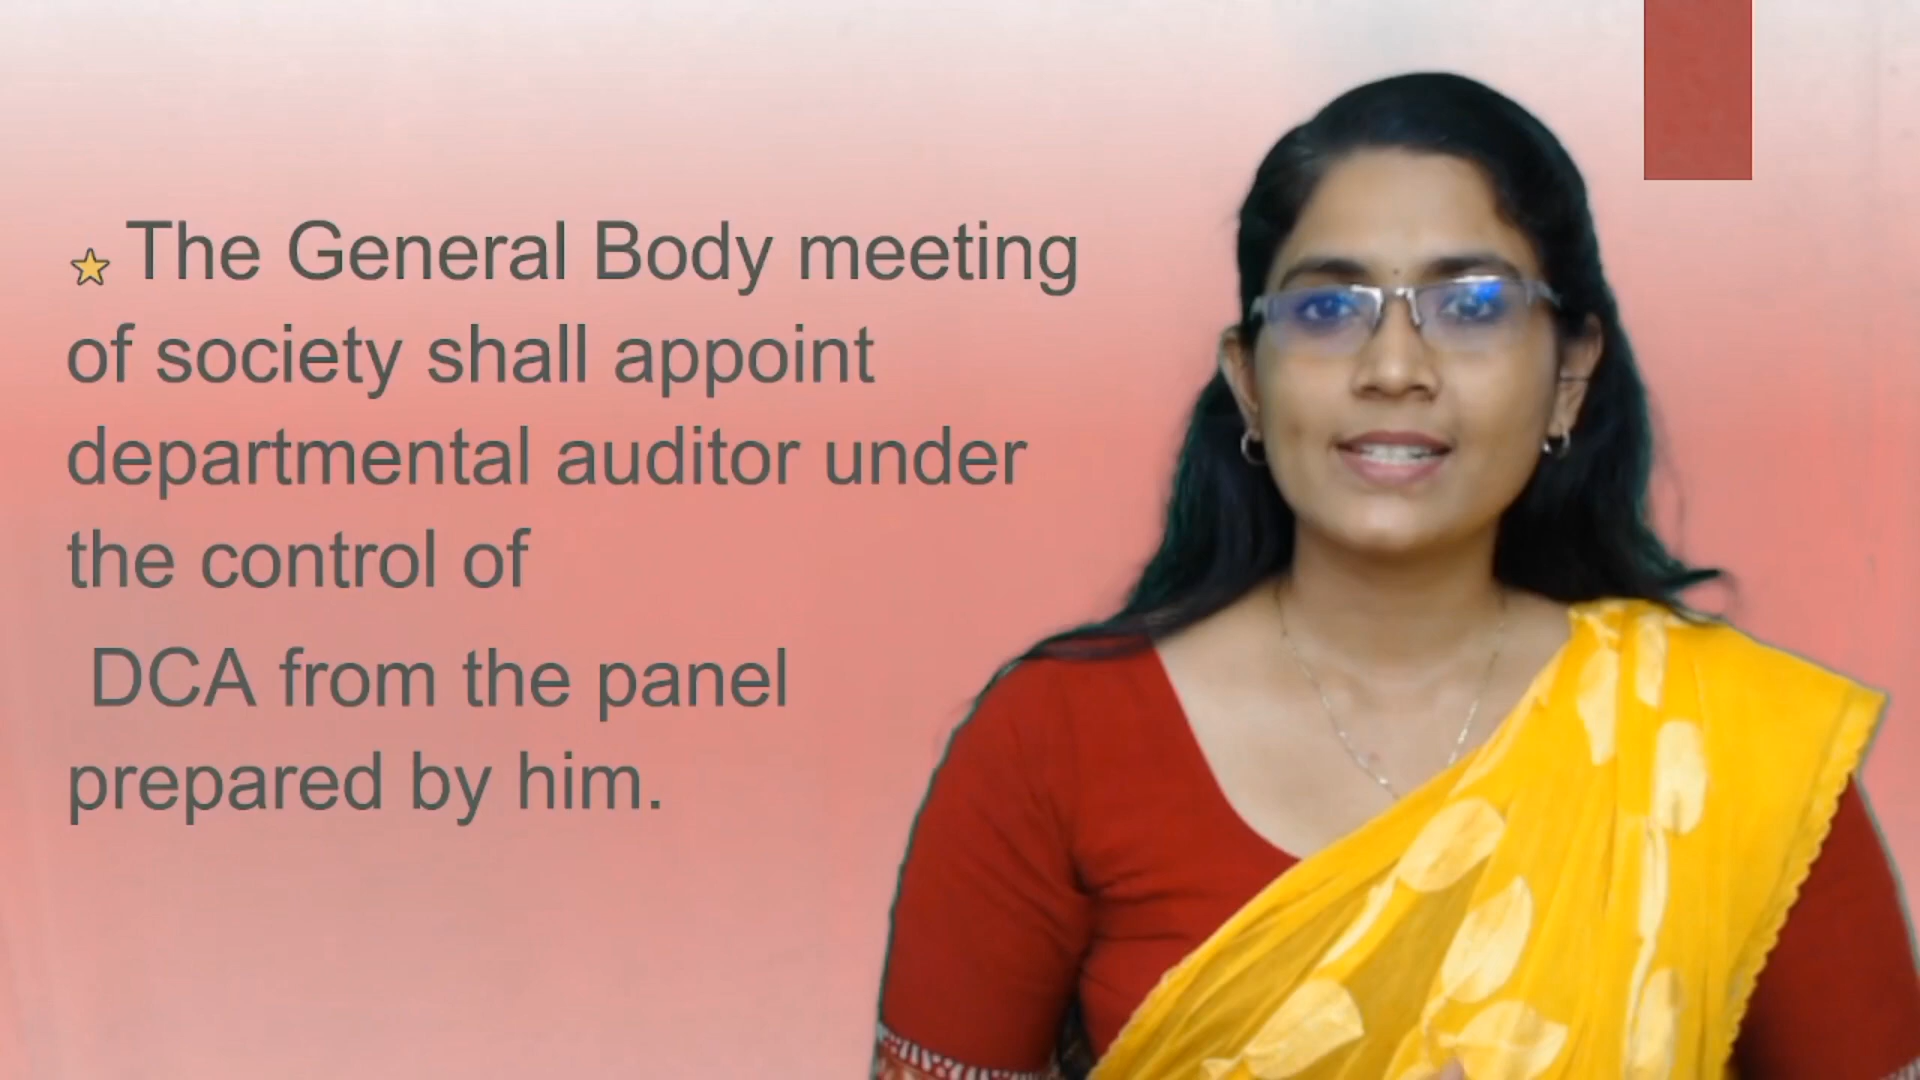 The General Body meeting
of society shall appoint
departmental auditor under
the control of
DCA from the panel
prepared by him.